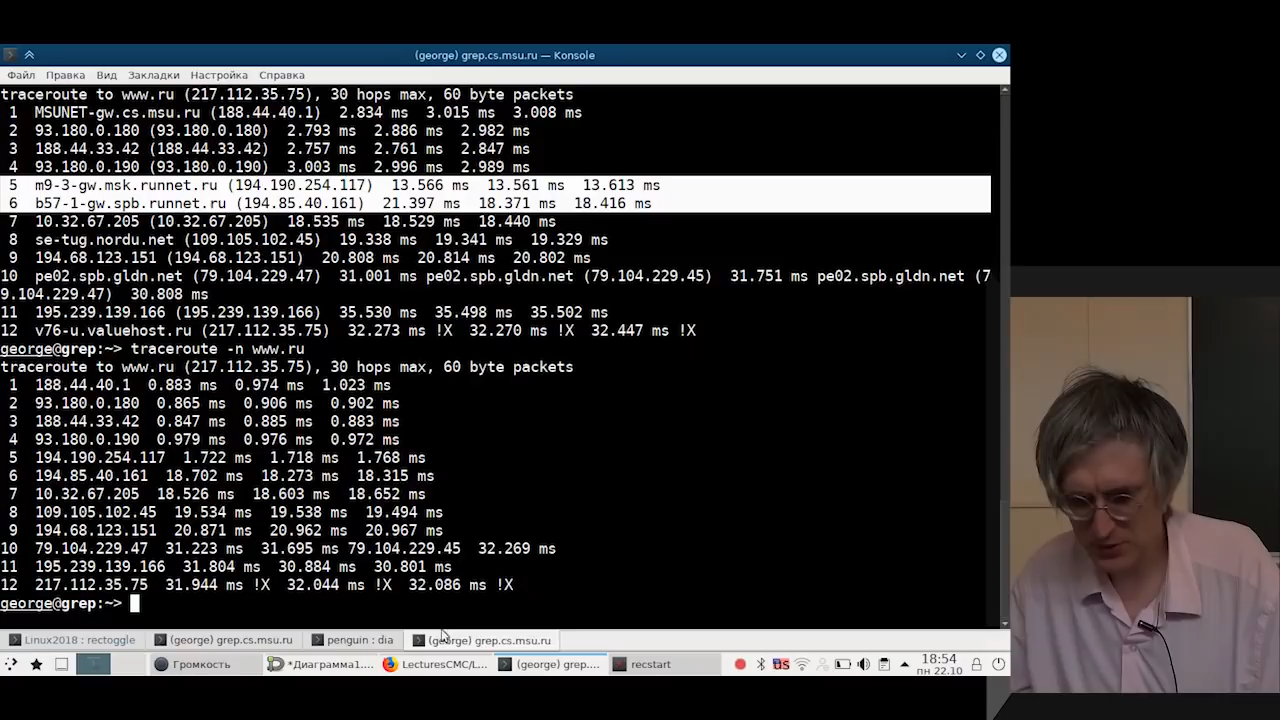 (george) grep.cs.msu.ru — Konsole
Файл Правка Вид Закладки Настройка Справка
traceroute to www.ru (217.112.35.75), 30 hops max, 60 byte packets
1 MSUNET-gw.cs.msu.ru (188.44.40.1) 2.834 ms 3.015 ms 3.008 ms
2 93.180.0.180 (93.180.0.180) 2.793 ms 2.886 ms 2.982 ms
3 188.44.33.42 (188.44.33.42) 2.757 ms 2.761 ms 2.847 ms
4 93.180.0.190 (93.180.0.190) 3.003 ms 2.996 ms 2.989 ms
5 m9-3-gw.msk.runnet.ru (194.190.254.117) 13.566 ms 13.561 ms 13.613 ms
6 b57-1-gw.spb.runnet.ru (194.85.40.161) 21.397 ms 18.371 ms 18.416 ms
7 10.32.67.205 (10.32.67.205) 18.535 ms 18.529 ms 18.440 ms
8 se-tug.nordu.net (109.105.102.45) 19.338 ms 19.341 ms 19.329 ms
9 194.68.123.151 (194.68.123.151) 20.808 ms 20.814 ms 20.802 ms
10 pe02.spb.gldn.net (79.104.229.47) 31.001 ms pe02.spb.gldn.net (79.104.229.45) 31.751 ms pe02.spb.gldn.net (7
9.104.229.47) 30.808 ms
11 195.239.139.166 (195.239.139.166) 35.530 ms 35.498 ms 35.502 ms
12 v76-u.valuehost.ru (217.112.35.75) 32.273 ms !X 32.270 ms !X 32.447 ms !X
george@grep:~> traceroute -n www.ru
traceroute to www.ru (217.112.35.75), 30 hops max, 60 byte packets
1 188.44.40.1 0.883 ms 0.974 ms 1.023 ms
2 93.180.0.180 0.865 ms 0.906 ms 0.902 ms
3 188.44.33.42 0.847 ms 0.885 ms 0.883 ms
4 93.180.0.190 0.979 ms 0.976 ms 0.972 ms
5 194.190.254.117 1.722 ms 1.718 ms 1.768 ms
6 194.85.40.161 18.702 ms 18.273 ms 18.315 ms
7 10.32.67.205 18.526 ms 18.603 ms 18.652 ms
8 109.105.102.45 19.534 ms 19.538 ms 19.494 ms
9 194.68.123.151 20.871 ms 20.962 ms 20.967 ms
10 79.104.229.47 31.223 ms 31.695 ms 79.104.229.45 32.269 ms
11 195.239.139.166 31.804 ms 30.884 ms 30.801 ms
12 217.112.35.75 31.944 ms !X 32.044 ms !X 32.086 ms !X
george@grep:~>
Linux2018 : rectoggle (george) grep.cs.msu.ru penguin : dia (george) grep.cs.msu.ru
Громкость *Диаграмма1.... LecturesCMC/L... (george) grep.... recstart US 18:54
пн 22.10